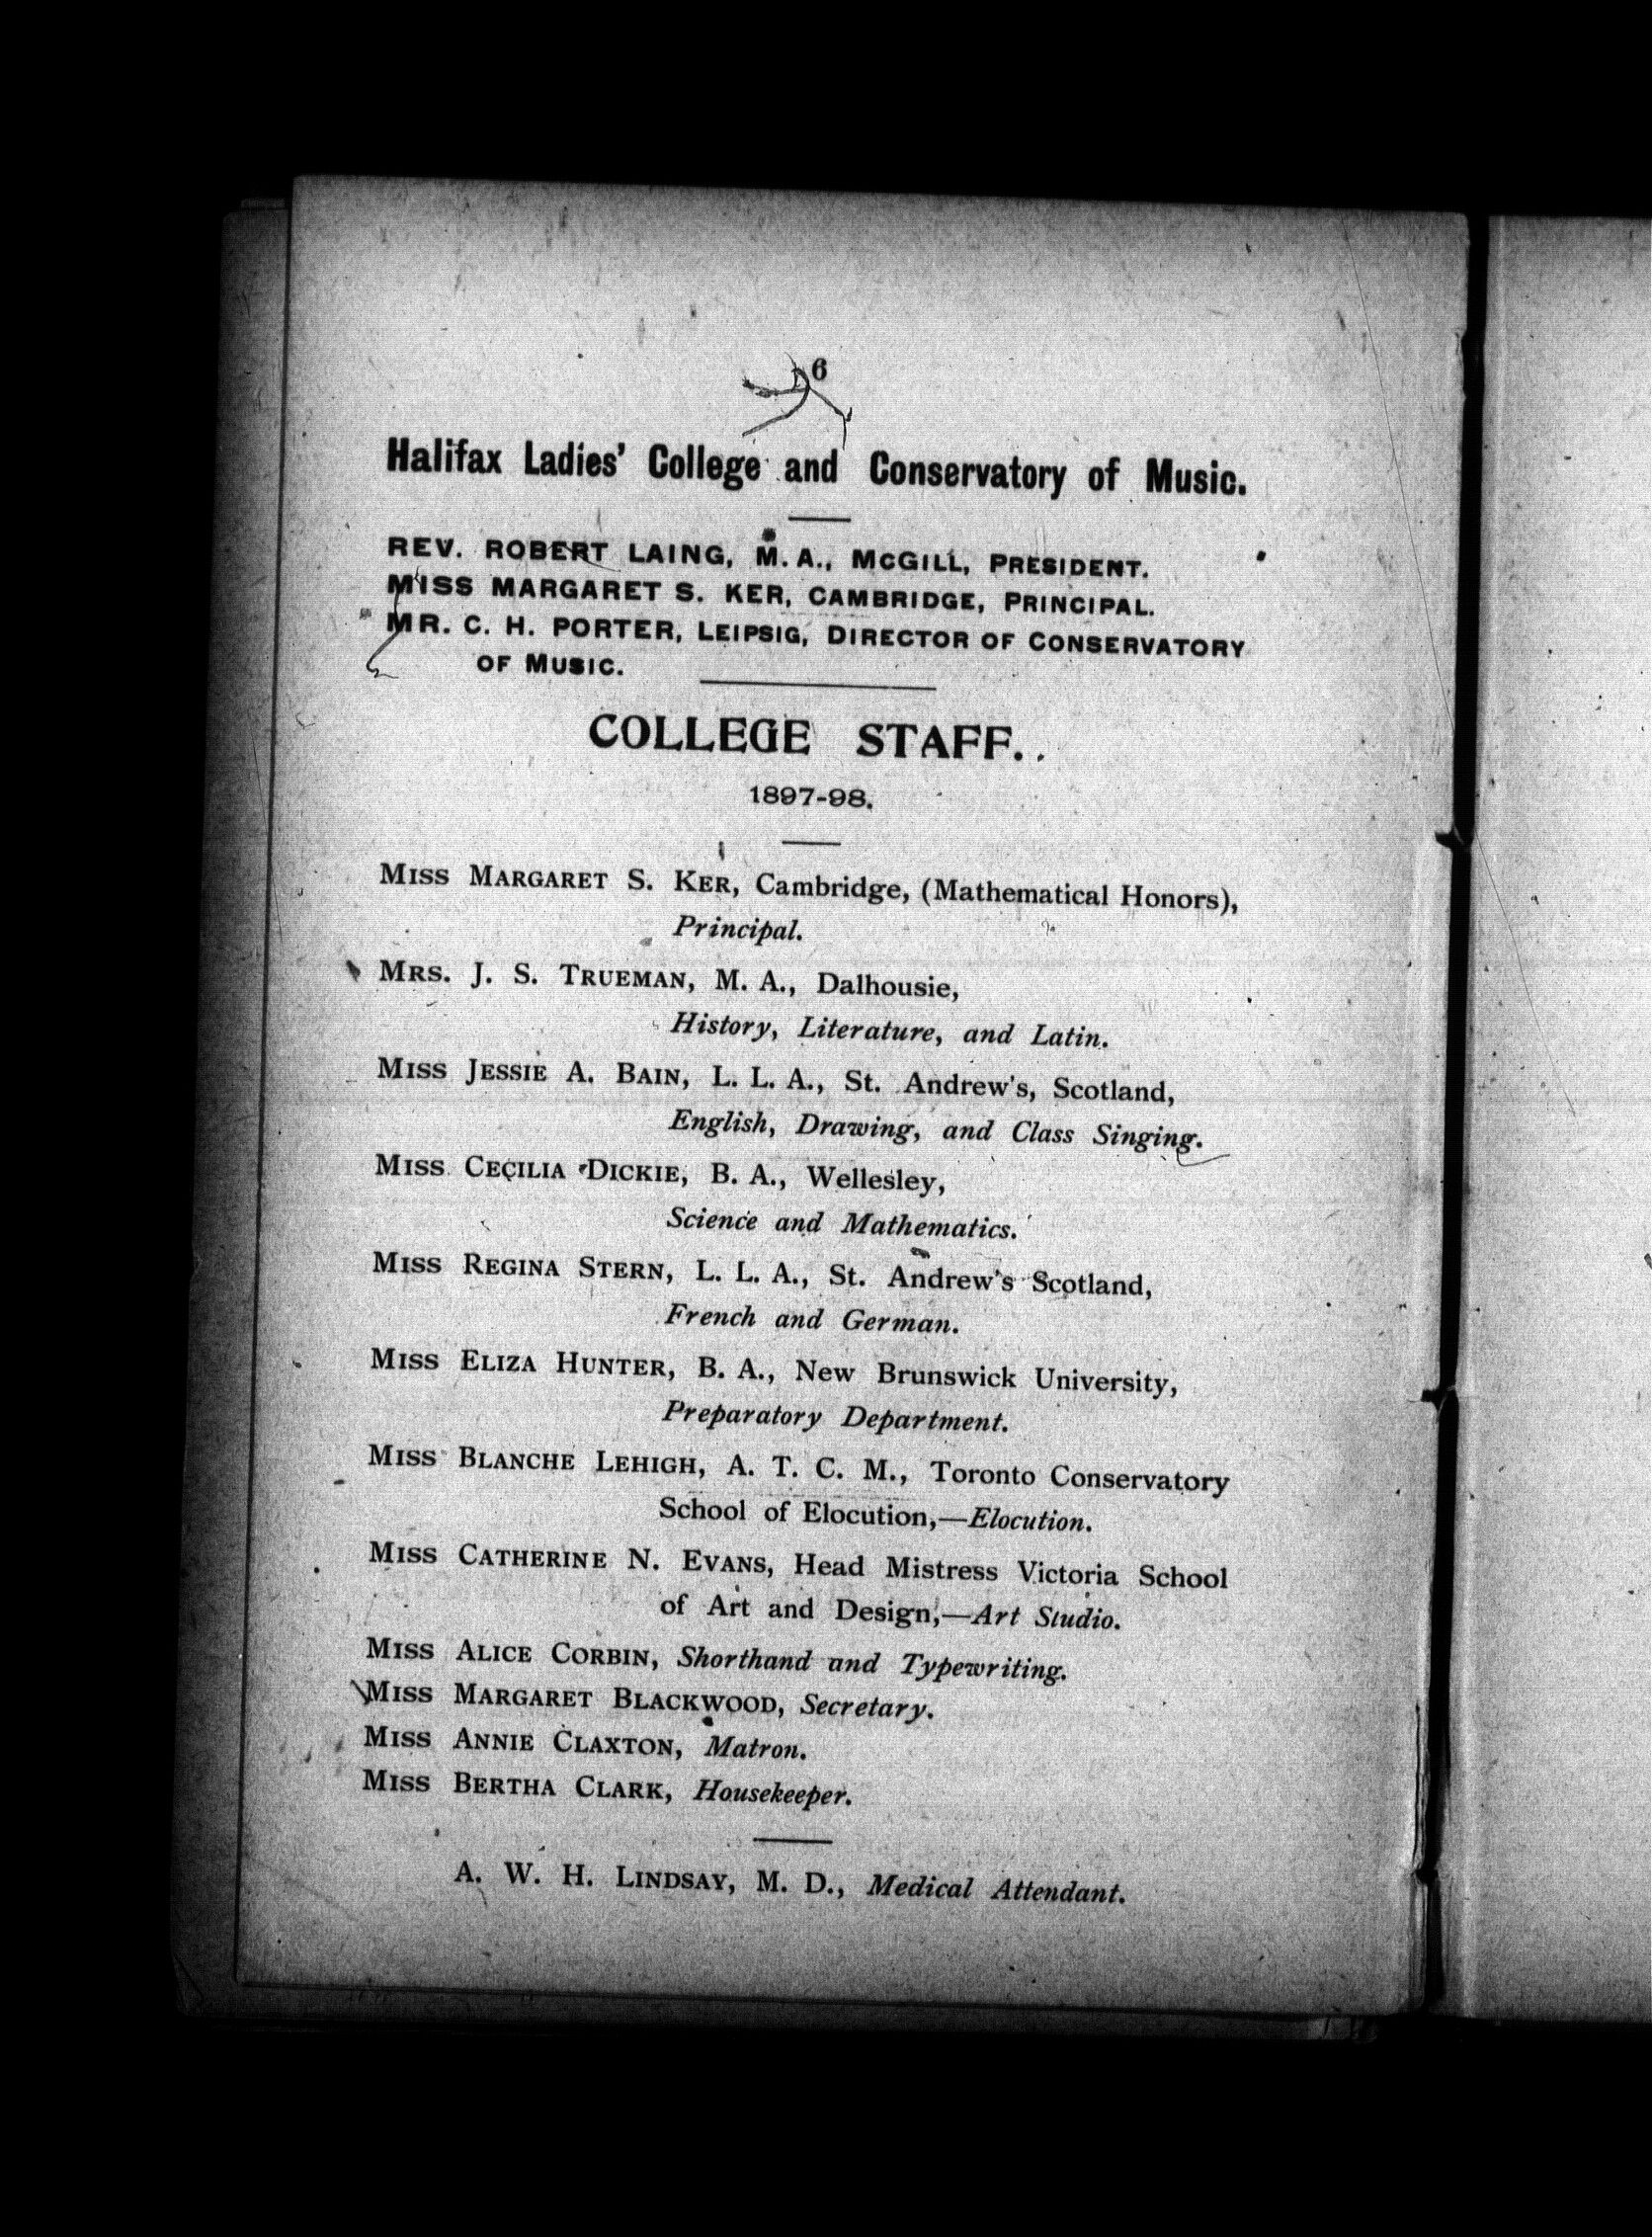 6
Halifax Ladies' College and Conservatory of Music.
REV. ROBERT LAING, M. A., McGILL, PRESIDENT.
MISS MARGARET S. KER, CAMBRIDGE, PRINCIPAL.
MR. C. H. PORTER, LEIPSIG, DIRECTOR OF CONSERVATORY
OF MUSIC.
COLLEGE STAFF.
1897-98.
MISS MARGARET S. KER, Cambridge, (Mathematical Honors),
Principal.
MRS. J. S. TRUEMAN, M. A., Dalhousie,
History, Literature, and Latin.
MISS JESSIE A. BAIN, L. L. A., St. Andrew's, Scotland,
English, Drawing, and Class Singing.
MISS CECILIA DICKIE, B. A., Wellesley,
Science and Mathematics.
MISS REGINA STERN, L. L. A., St. Andrew's Scotland,
French and German.
MISS ELIZA HUNTER, B. A., New Brunswick University,
Preparatory Department.
MISS BLANCHE LEHIGH, A. T. C. M., Toronto Conservatory
School of Elocution,—Elocution.
MISS CATHERINE N. EVANS, Head Mistress Victoria School
of Art and Design,—Art Studio.
MISS ALICE CORBIN, Shorthand and Typewriting.
MISS MARGARET BLACKWOOD, Secretary.
MISS ANNIE CLAXTON, Matron.
MISS BERTHA CLARK, Housekeeper.
A. W. H. LINDSAY, M. D., Medical Attendant.